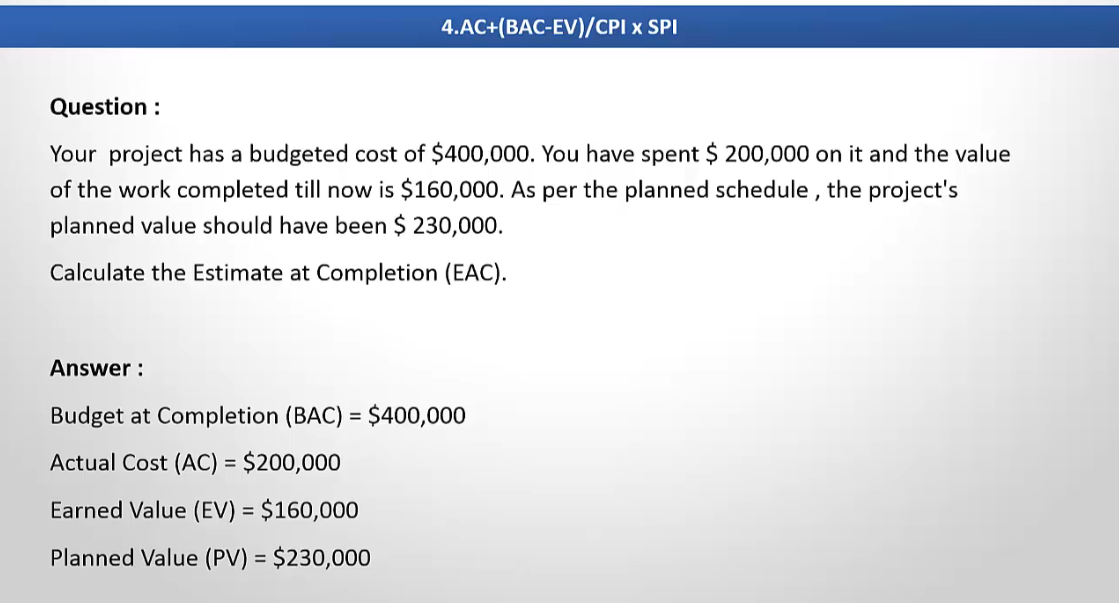 4.AC+(BAC-EV)/CPI x SPI
Question :
Your project has a budgeted cost of $400,000. You have spent $ 200,000 on it and the value
of the work completed till now is $160,000. As per the planned schedule , the project's
planned value should have been $ 230,000.
Calculate the Estimate at Completion (EAC).
Answer :
Budget at Completion (BAC) = $400,000
Actual Cost (AC) = $200,000
Earned Value (EV) = $160,000
Planned Value (PV) = $230,000